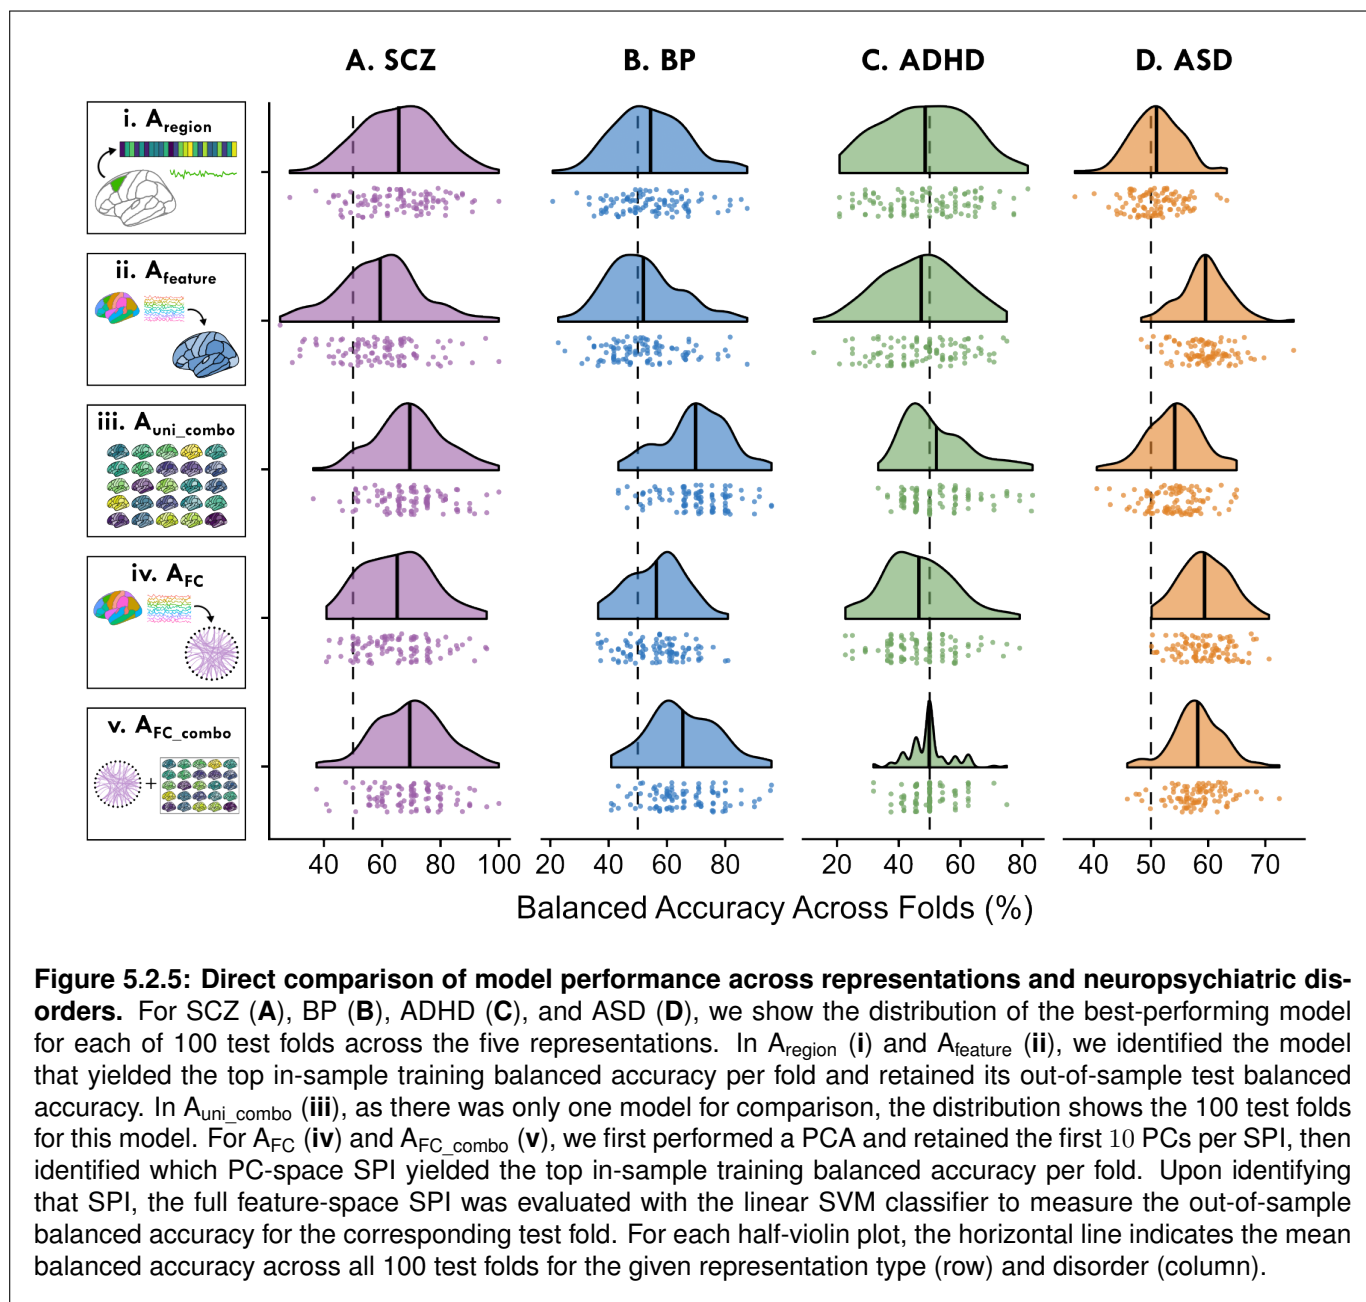 A. SCZ B. BP C. ADHD D. ASD
i. A_region
ii. A_feature
iii. A_uni_combo
iv. A_FC
v. A_FC_combo
+
40 60 80 100 20 40 60 80 20 40 60 80 40 50 60 70
Balanced Accuracy Across Folds (%)
Figure 5.2.5: Direct comparison of model performance across representations and neuropsychiatric dis-
orders. For SCZ (A), BP (B), ADHD (C), and ASD (D), we show the distribution of the best-performing model
for each of 100 test folds across the five representations. In A_region (i) and A_feature (ii), we identified the model
that yielded the top in-sample training balanced accuracy per fold and retained its out-of-sample test balanced
accuracy. In A_uni_combo (iii), as there was only one model for comparison, the distribution shows the 100 test folds
for this model. For A_FC (iv) and A_FC_combo (v), we first performed a PCA and retained the first 10 PCs per SPI, then
identified which PC-space SPI yielded the top in-sample training balanced accuracy per fold. Upon identifying
that SPI, the full feature-space SPI was evaluated with the linear SVM classifier to measure the out-of-sample
balanced accuracy for the corresponding test fold. For each half-violin plot, the horizontal line indicates the mean
balanced accuracy across all 100 test folds for the given representation type (row) and disorder (column).